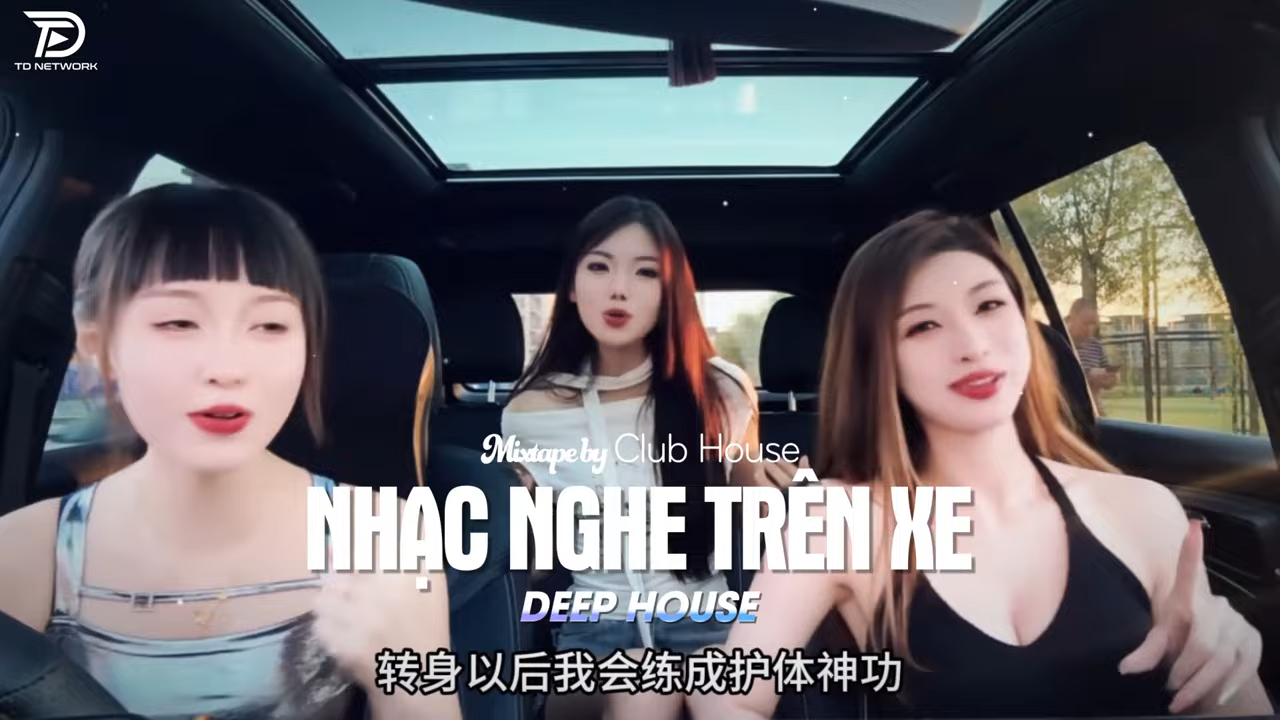 TD NETWORK
Mixtape by Club House
NHẠC NGHE TRÊN XE
DEEP HOUSE
转身以后我会练成护体神功